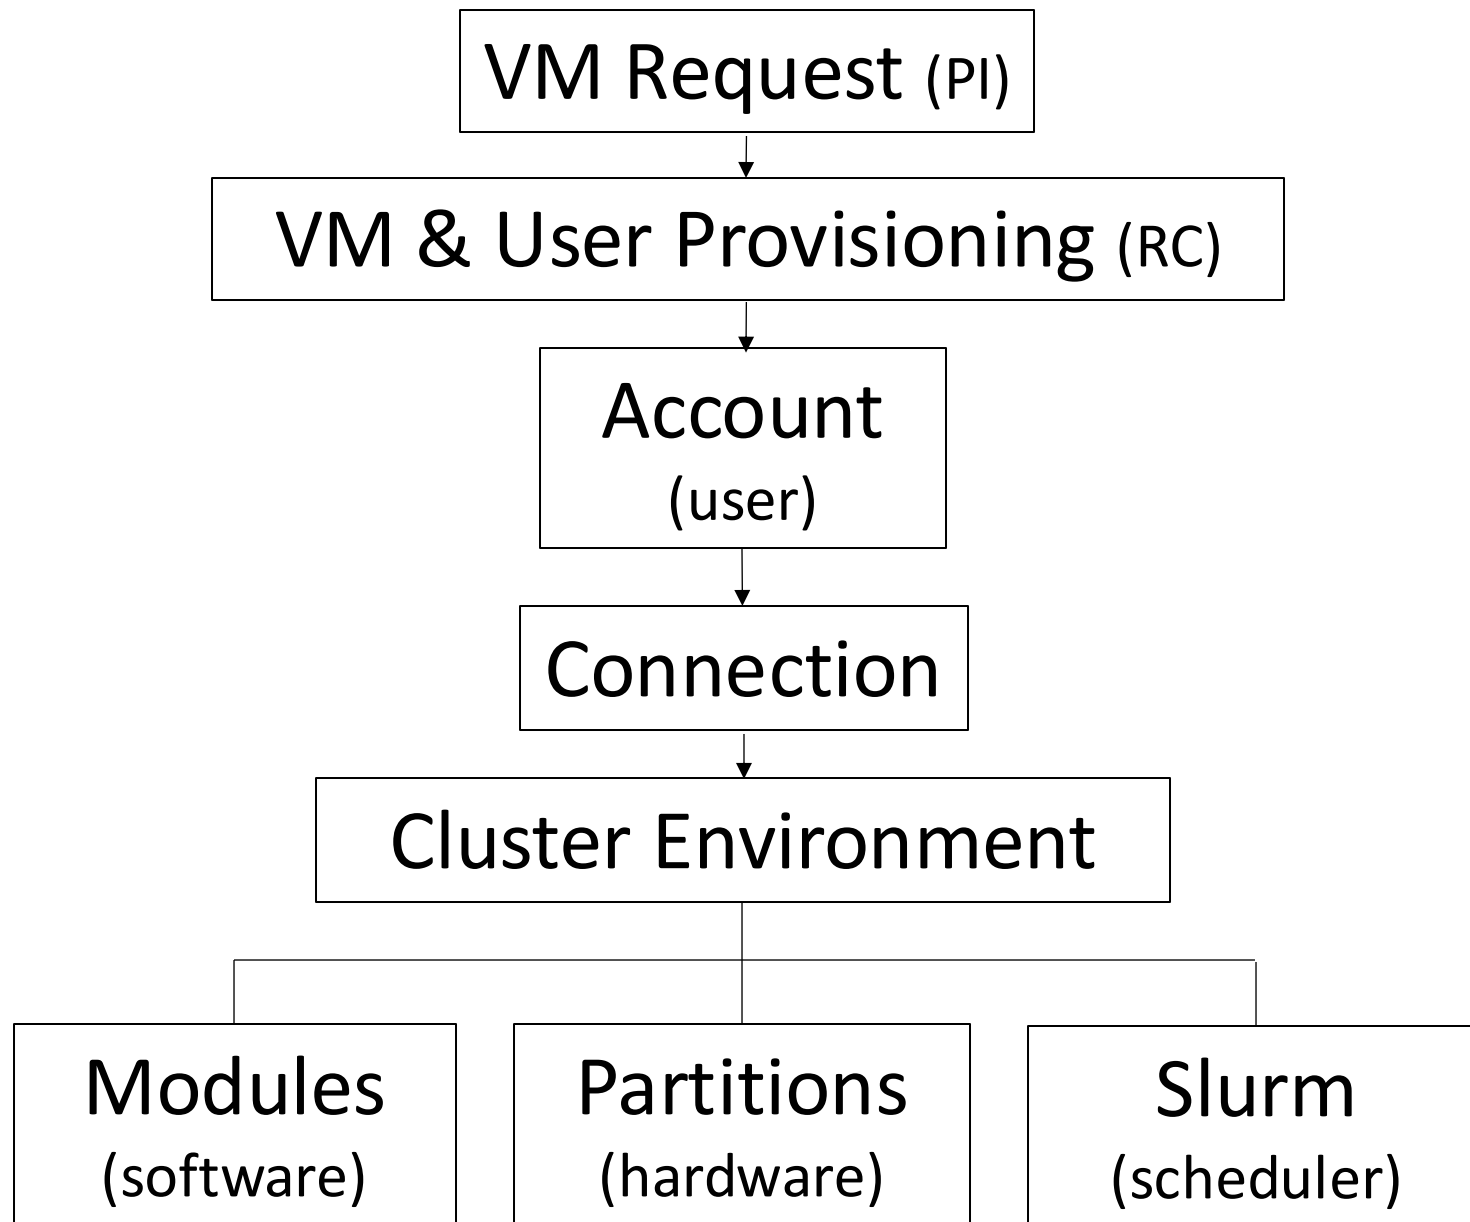 VM Request (PI)
VM & User Provisioning (RC)
Account
(user)
Connection
Cluster Environment
Modules
(software)
Partitions
(hardware)
Slurm
(scheduler)